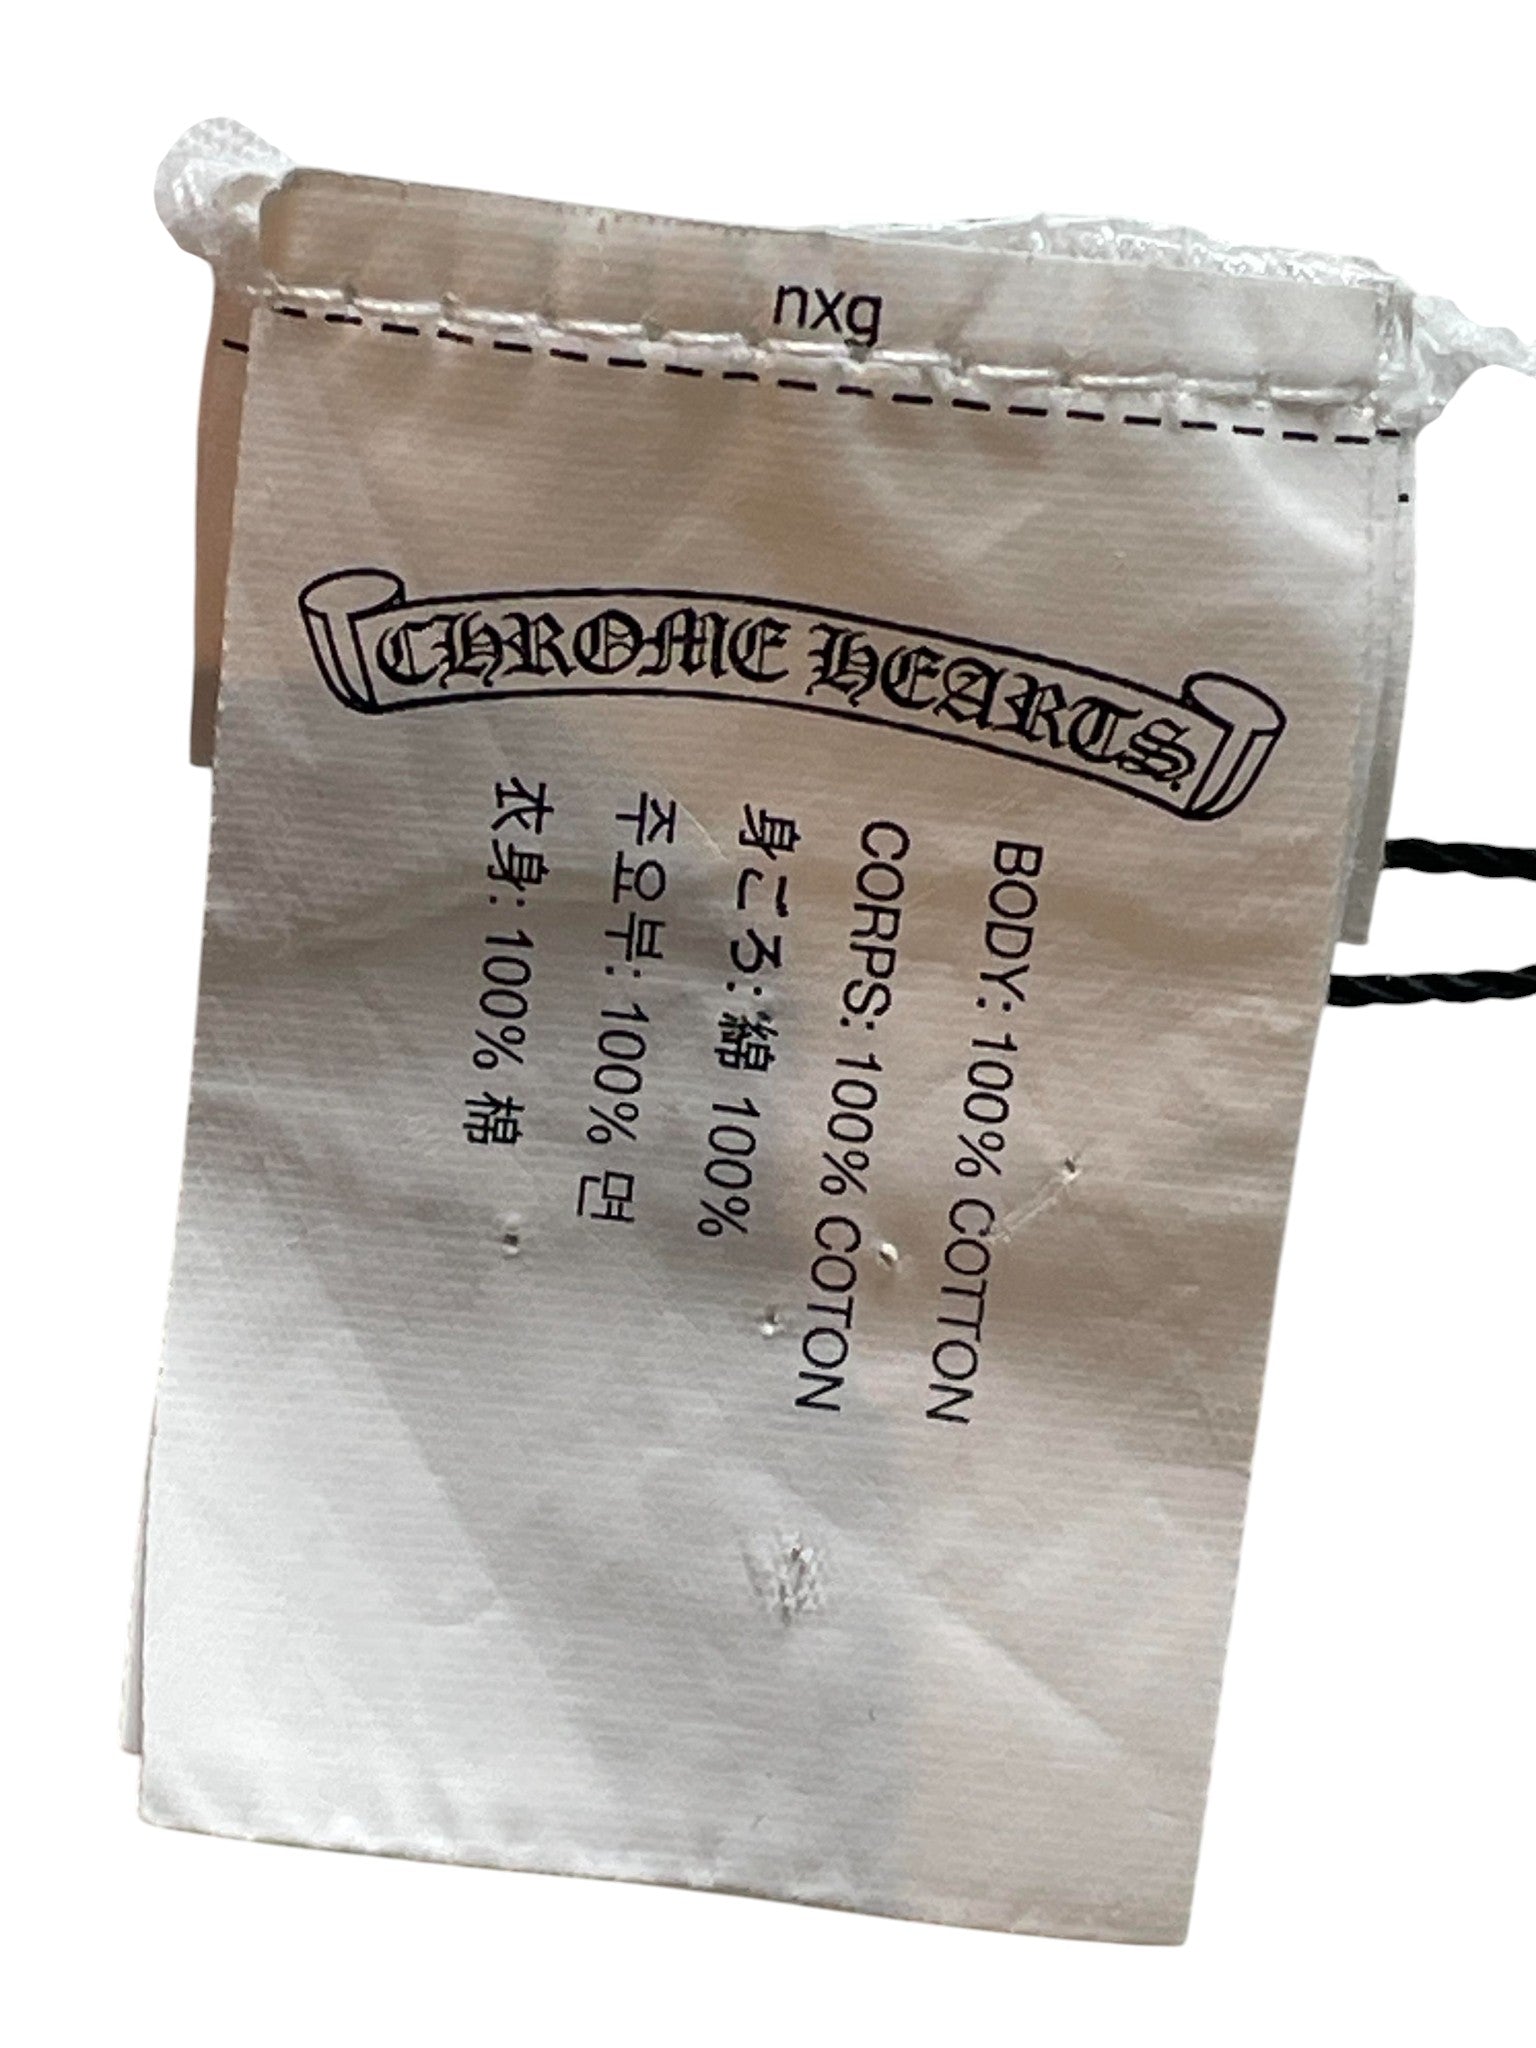 nxg
CHROME HEARTS
BODY: 100% COTTON
CORPS: 100% COTON
身ごろ: 綿 100%
주요부: 100% 면
衣身: 100% 棉